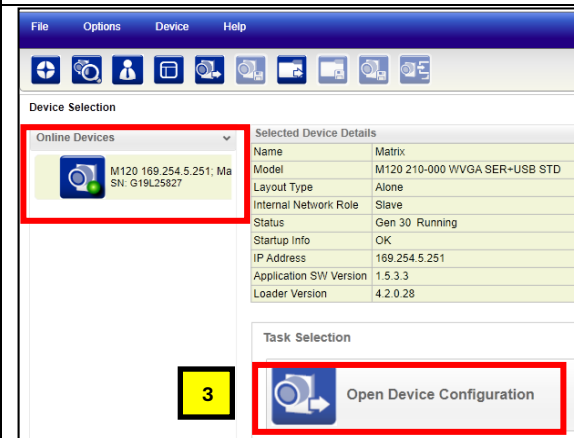 File Options Device Help
Device Selection
Online Devices
M120 169.254.5.251; Ma
SN: G19L25827
Selected Device Details
Name Matrix
Model M120 210-000 WVGA SER+USB STD
Layout Type Alone
Internal Network Role Slave
Status Gen 30 Running
Startup Info OK
IP Address 169.254.5.251
Application SW Version 1.5.3.3
Loader Version 4.2.0.28
Task Selection
3
Open Device Configuration